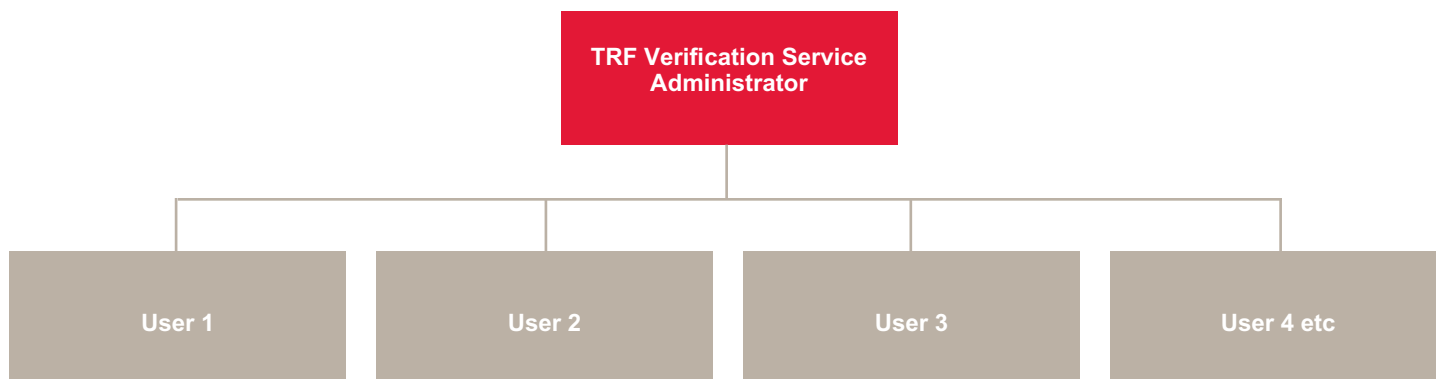 TRF Verification Service
Administrator
User 1
User 2
User 3
User 4 etc